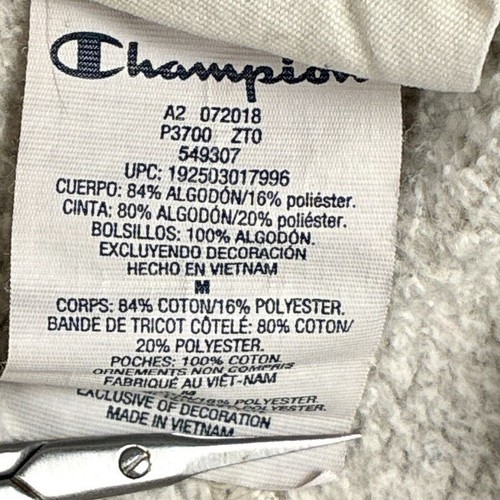 Champion
A2 072018
P3700 ZT0
549307
UPC: 192503017996
CUERPO: 84% ALGODÓN/16% poliéster.
CINTA: 80% ALGODÓN/20% poliéster.
BOLSILLOS: 100% ALGODÓN.
EXCLUYENDO DECORACIÓN
HECHO EN VIETNAM
M
CORPS: 84% COTON/16% POLYESTER.
BANDE DE TRICOT CÔTELÉ: 80% COTON/
20% POLYESTER.
POCHES: 100% COTON.
ORNEMENTS NON COMPRIS
FABRIQUÉ AU VIÊT-NAM
M
POLYESTER.
EXCLUSIVE OF DECORATION
MADE IN VIETNAM